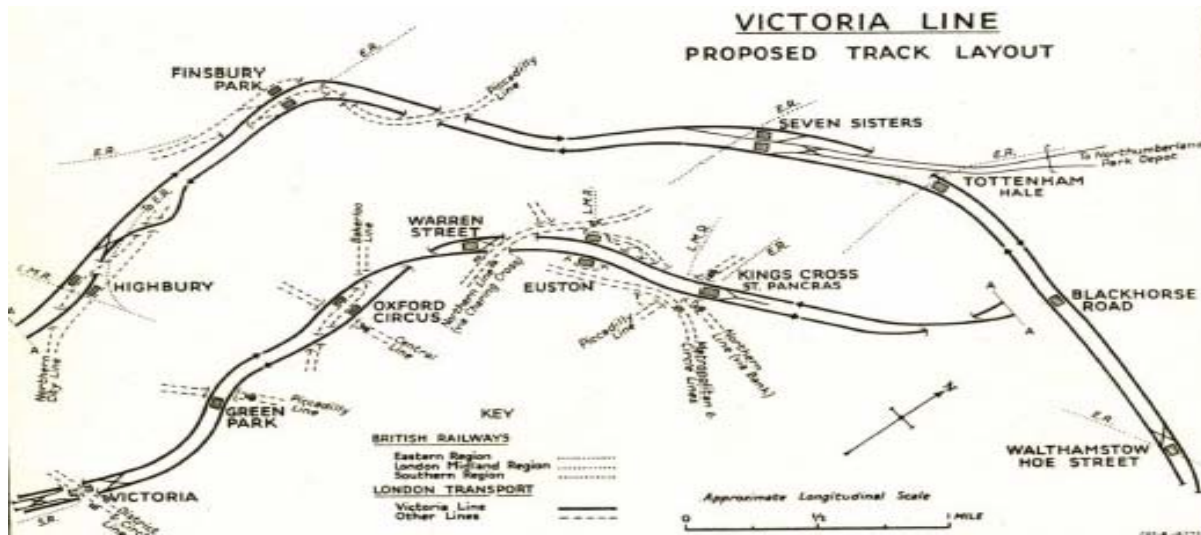 VICTORIA LINE
PROPOSED TRACK LAYOUT
FINSBURY
PARK
E.R.
Piccadilly
Line
E.R.
SEVEN SISTERS
E.R.
To Northumberland
Park Depot
E.R.
TOTTENHAM
HALE
To E.R.
L.M.R.
HIGHBURY
A
A
Northern
City Line
Bakerloo
Line
WARREN
STREET
L.M.R.
OXFORD
CIRCUS
Northern Line
(via Charing Cross)
EUSTON
L.M.R.
E.R.
KINGS CROSS
ST. PANCRAS
Central
Line
Piccadilly
Line
Metropolitan &
Circle Lines
Northern
Line (via Bank)
BLACKHORSE
ROAD
A
A
GREEN
PARK
Piccadilly
Line
N
E.R.
WALTHAMSTOW
HOE STREET
VICTORIA
S.R.
District
& Circle
Line
KEY
BRITISH RAILWAYS
Eastern Region
London Midland Region
Southern Region
LONDON TRANSPORT
Victoria Line
Other Lines
Approximate Longitudinal Scale
0
1/2
1 MILE